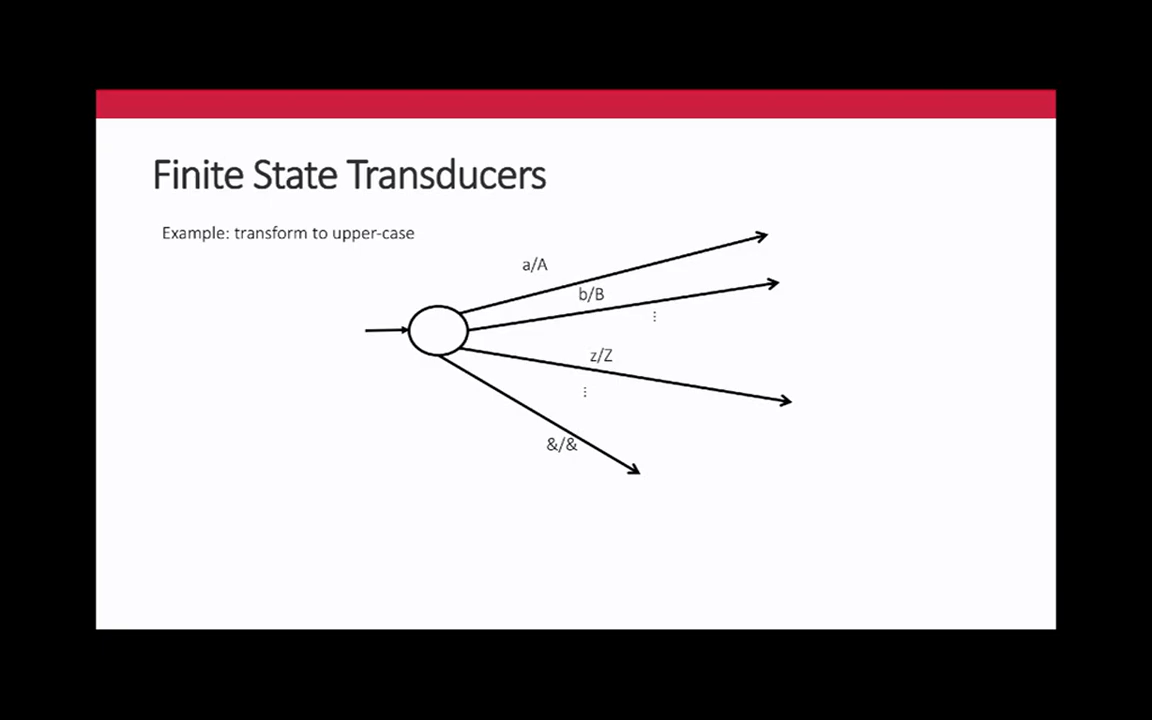 Finite State Transducers
Example: transform to upper-case
a/A
b/B
⋮
z/Z
⋮
&/&